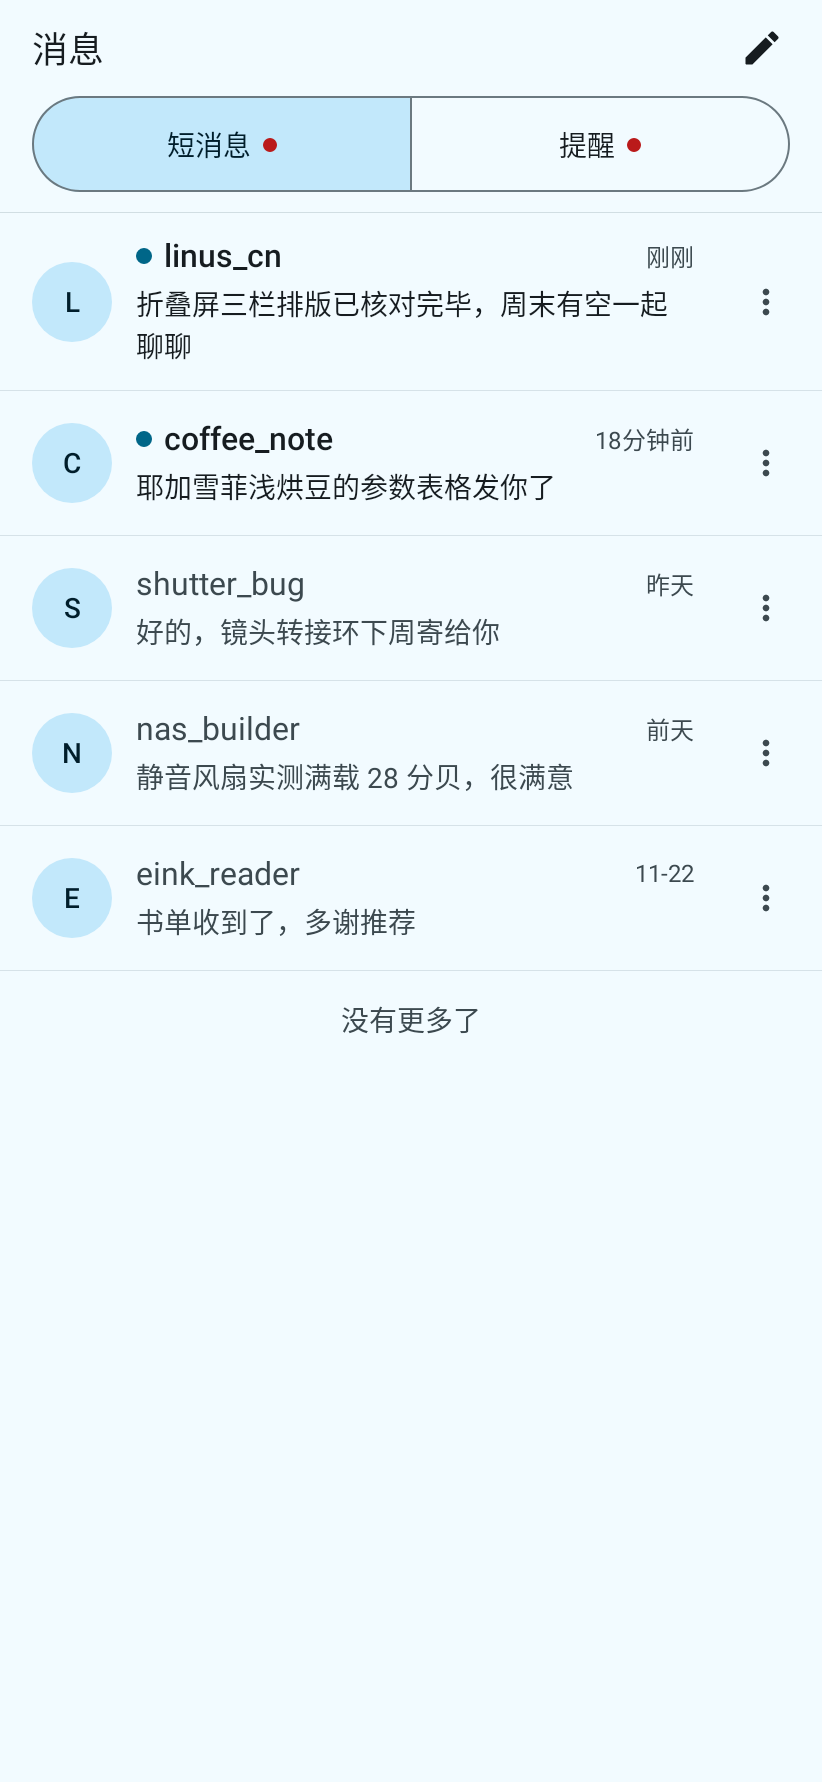 消息
短消息
提醒
L
linus_cn
刚刚
折叠屏三栏排版已核对完毕，周末有空一起
聊聊
C
coffee_note
18分钟前
耶加雪菲浅烘豆的参数表格发你了
S
shutter_bug
昨天
好的，镜头转接环下周寄给你
N
nas_builder
前天
静音风扇实测满载 28 分贝，很满意
E
eink_reader
11-22
书单收到了，多谢推荐
没有更多了